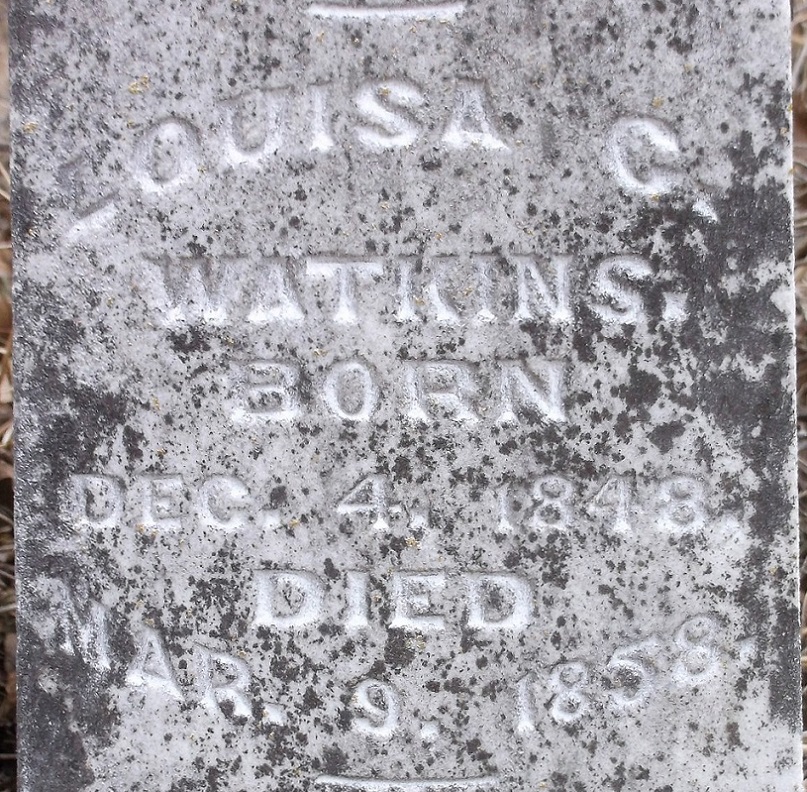 LOUISA C.
WATKINS.
BORN
DEC. 4. 1848.
DIED
MAR. 9. 1858.